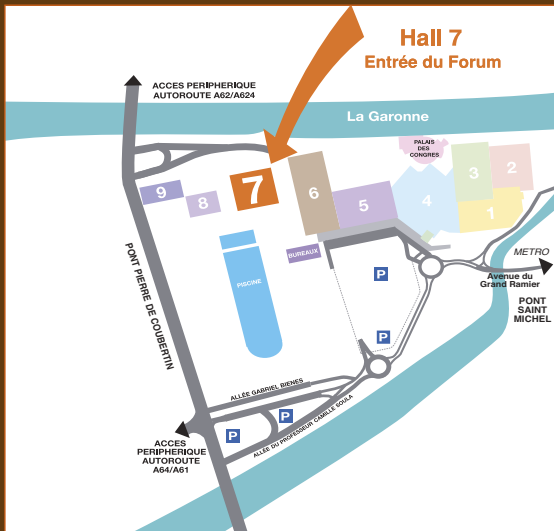 Hall 7
Entrée du Forum
ACCES PERIPHERIQUE
AUTOROUTE A62/A624
La Garonne
PALAIS
DES
CONGRES
9
8
7
6
5
4
3
2
1
BUREAUX
PISCINE
METRO
Avenue du
Grand Ramier
PONT
SAINT
MICHEL
P
P
PONT PIERRE DE COUBERTIN
ALLÉE GABRIEL BIENES
P
P
ALLÉE DU PROFESSEUR CAMILLE SOULA
ACCES
PERIPHERIQUE
AUTOROUTE
A64/A61